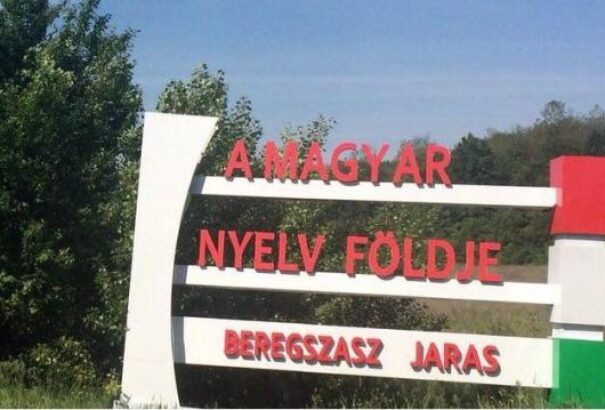 A MAGYAR
NYELV FÖLDJE
BEREGSZASZ JARAS